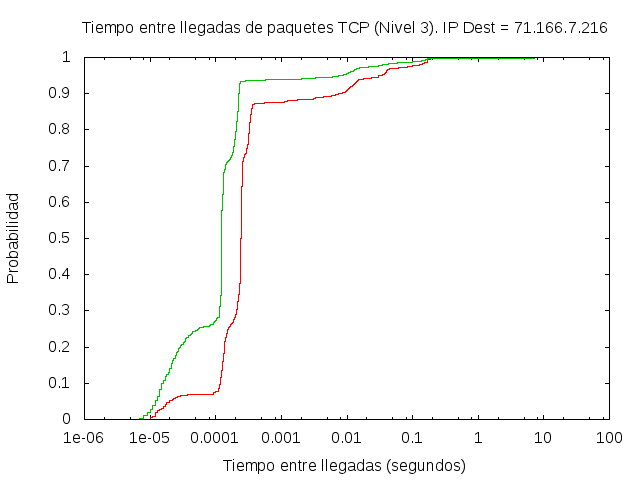 Tiempo entre llegadas de paquetes TCP (Nivel 3). IP Dest = 71.166.7.216
1
0.9
0.8
0.7
0.6
0.5
0.4
0.3
0.2
0.1
0
Probabilidad
1e-06 1e-05 0.0001 0.001 0.01 0.1 1 10 100
Tiempo entre llegadas (segundos)